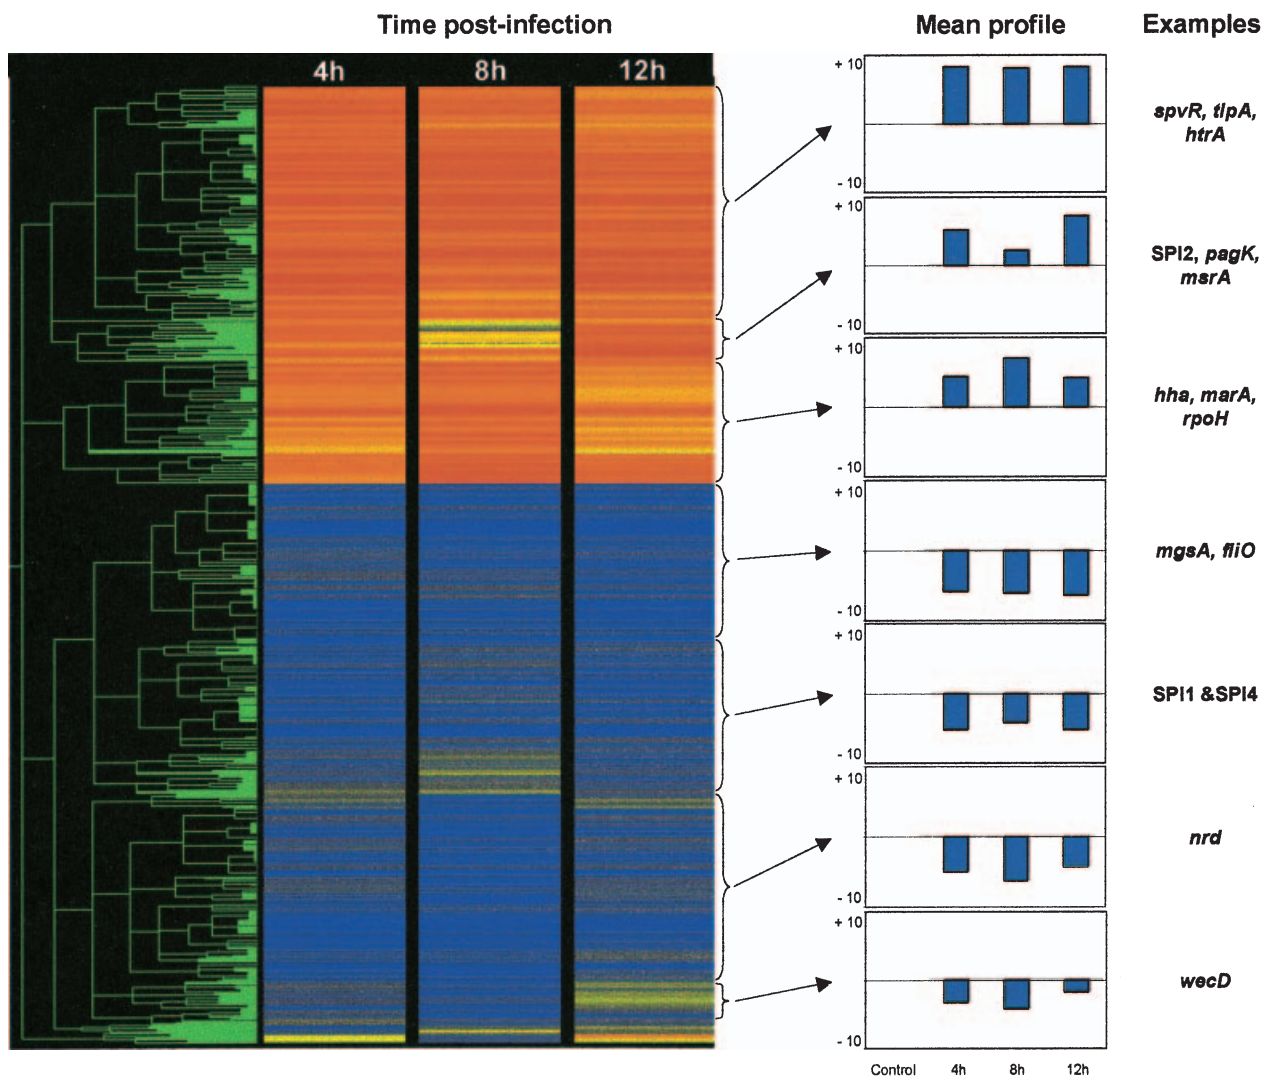 Time post-infection
Mean profile
Examples
4h
8h
12h
+ 10
- 10
spvR, tlpA,
htrA
+ 10
- 10
SPI2, pagK,
msrA
+ 10
- 10
hha, marA,
rpoH
+ 10
- 10
mgsA, fliO
+ 10
- 10
SPI1 &SPI4
+ 10
- 10
nrd
+ 10
- 10
wecD
Control
4h
8h
12h